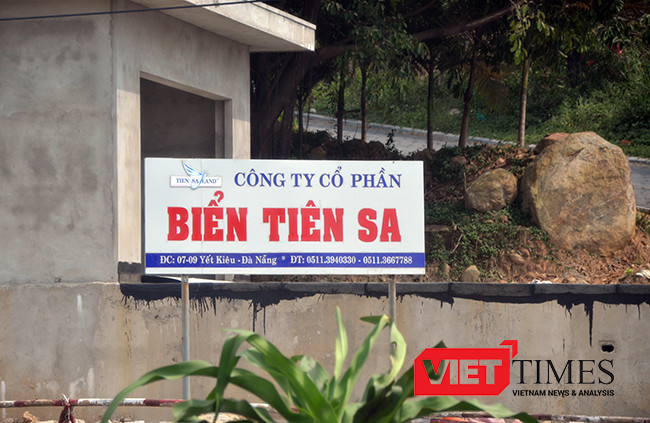 TIEN SA LAND
CÔNG TY CỔ PHẦN
BIỂN TIÊN SA
ĐC: 07-09 Yết Kiêu - Đà Nẵng * ĐT: 0511.3940330 - 0511.3667788
VIETTIMES
VIETNAM NEWS & ANALYSIS